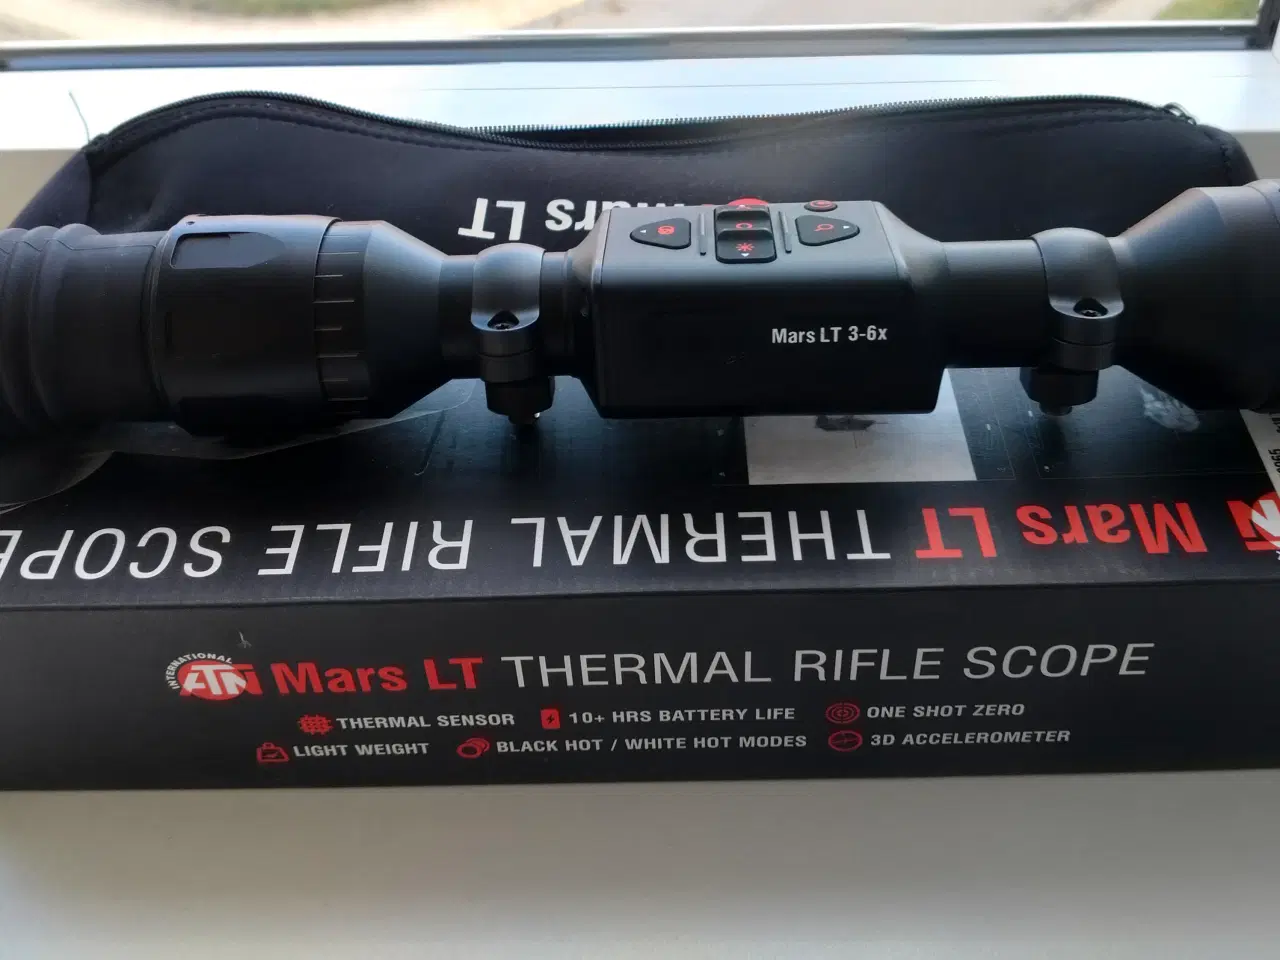 Mars LT
Mars LT 3-6x
Mars LT THERMAL RIFLE SCOPE
INTERNATIONAL
ATN Mars LT THERMAL RIFLE SCOPE
THERMAL SENSOR 10+ HRS BATTERY LIFE ONE SHOT ZERO
LIGHT WEIGHT BLACK HOT / WHITE HOT MODES 3D ACCELEROMETER